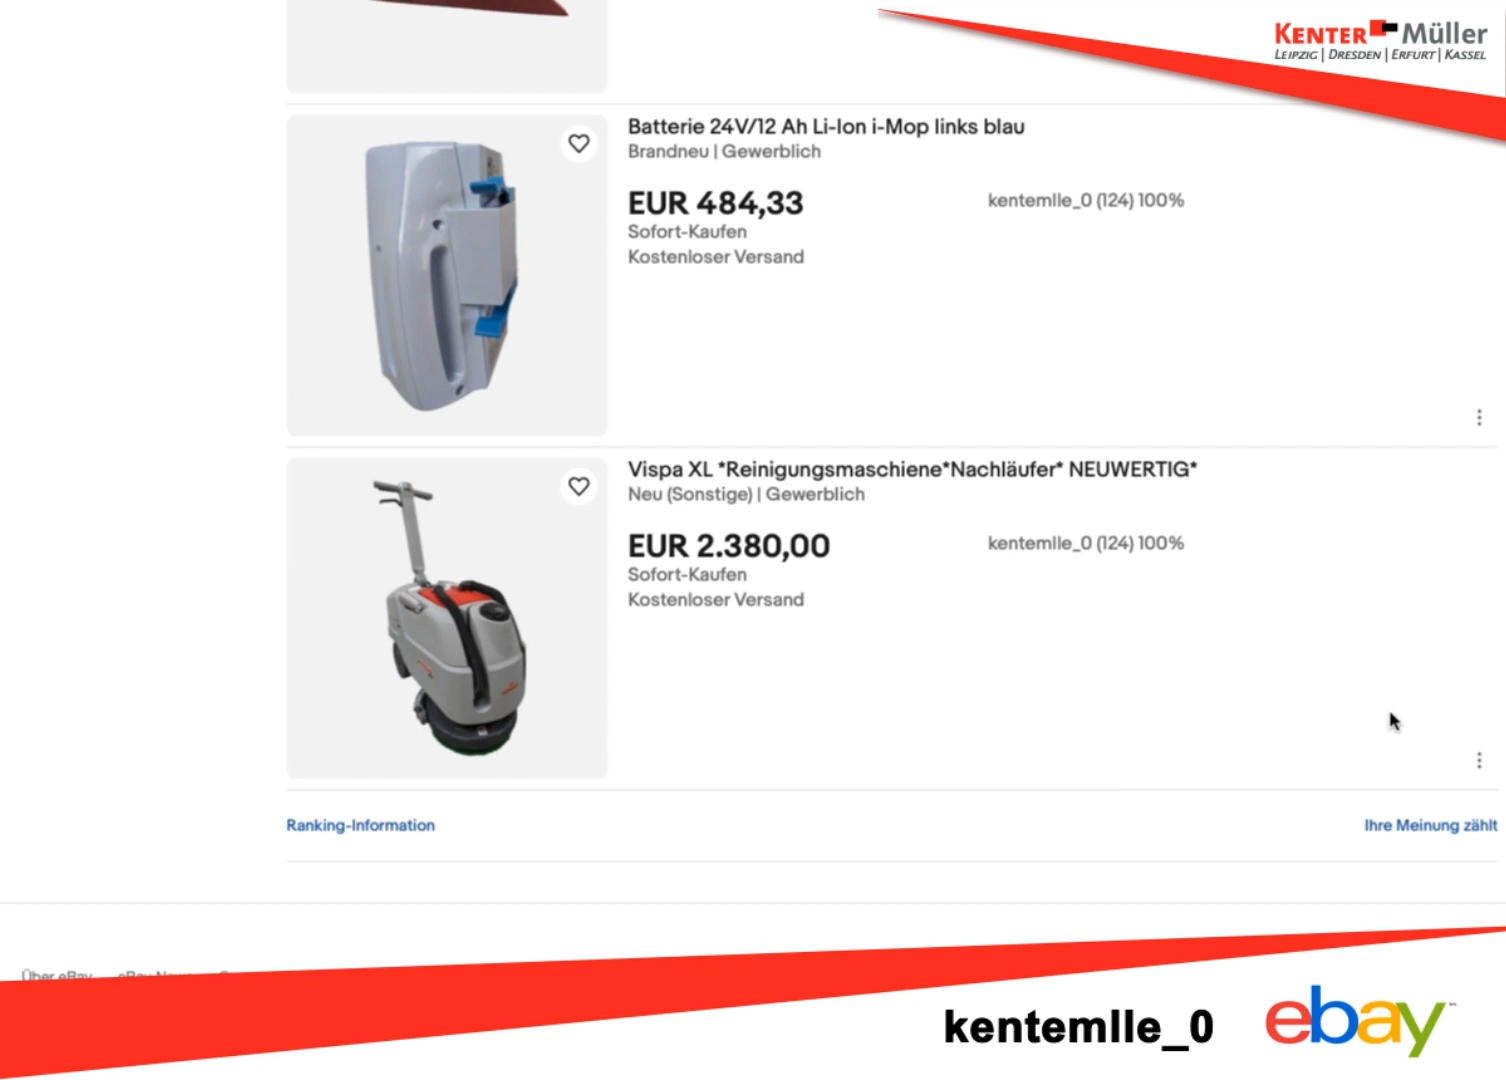 KENTER Müller
LEIPZIG | DRESDEN | ERFURT | KASSEL
Batterie 24V/12 Ah Li-Ion i-Mop links blau
Brandneu | Gewerblich
EUR 484,33
kentemlle_0 (124) 100%
Sofort-Kaufen
Kostenloser Versand
Vispa XL *Reinigungsmaschiene*Nachläufer* NEUWERTIG*
Neu (Sonstige) | Gewerblich
EUR 2.380,00
kentemlle_0 (124) 100%
Sofort-Kaufen
Kostenloser Versand
Ranking-Information
Ihre Meinung zählt
Über eBay
kentemlle_0
ebay